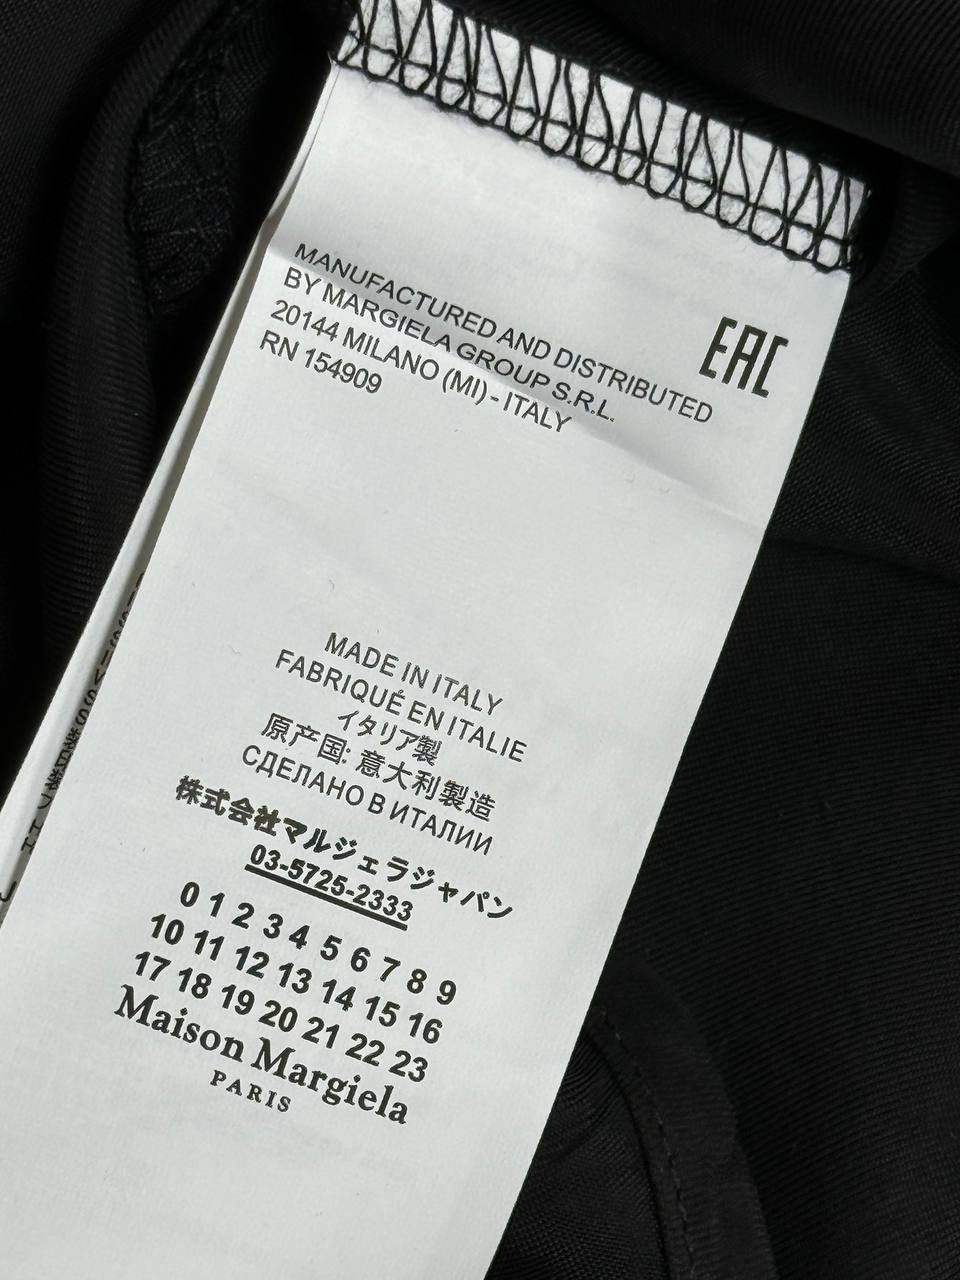 MANUFACTURED AND DISTRIBUTED
BY MARGIELA GROUP S.R.L.
20144 MILANO (MI) - ITALY
RN 154909
EAC
MADE IN ITALY
FABRIQUÉ EN ITALIE
イタリア製
原产国: 意大利製造
СДЕЛАНО В ИТАЛИИ
株式会社マルジェラジャパン
03-5725-2333
0 1 2 3 4 5 6 7 8 9
10 11 12 13 14 15 16
17 18 19 20 21 22 23
Maison Margiela
PARIS